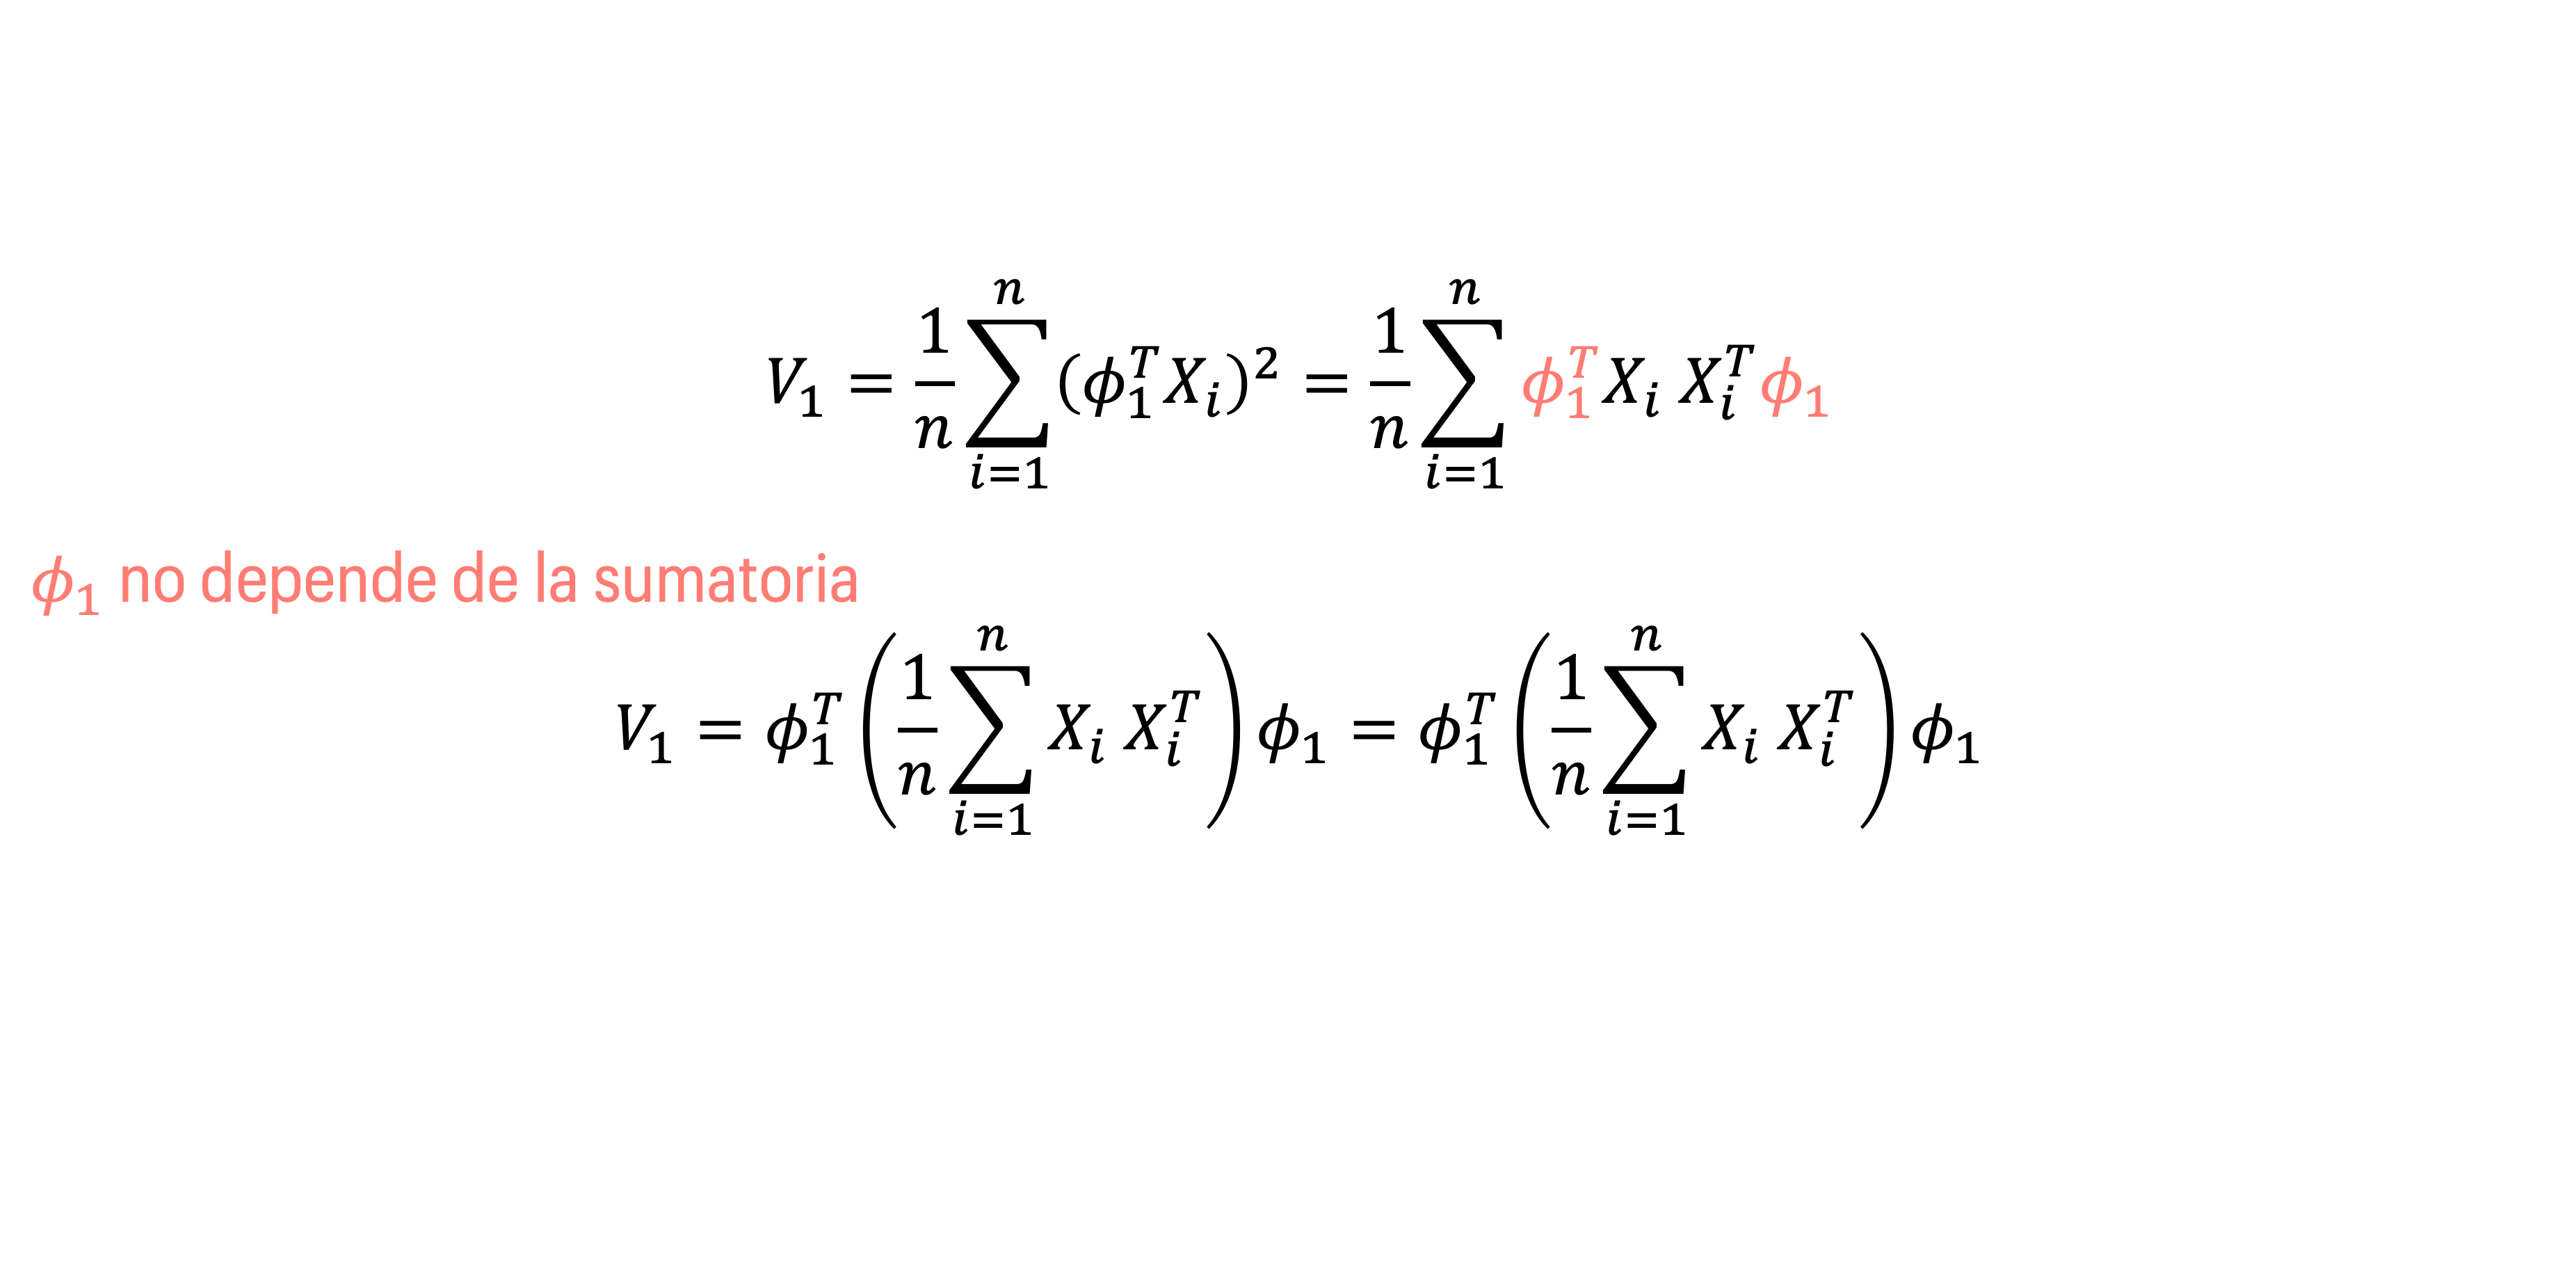 $V_1 = \frac{1}{n}\sum_{i=1}^{n}(\phi_1^T X_i)^2 = \frac{1}{n}\sum_{i=1}^{n}\phi_1^T X_i X_i^T \phi_1$
$\phi_1$ no depende de la sumatoria
$V_1 = \phi_1^T\left(\frac{1}{n}\sum_{i=1}^{n}X_i X_i^T\right)\phi_1 = \phi_1^T\left(\frac{1}{n}\sum_{i=1}^{n}X_i X_i^T\right)\phi_1$